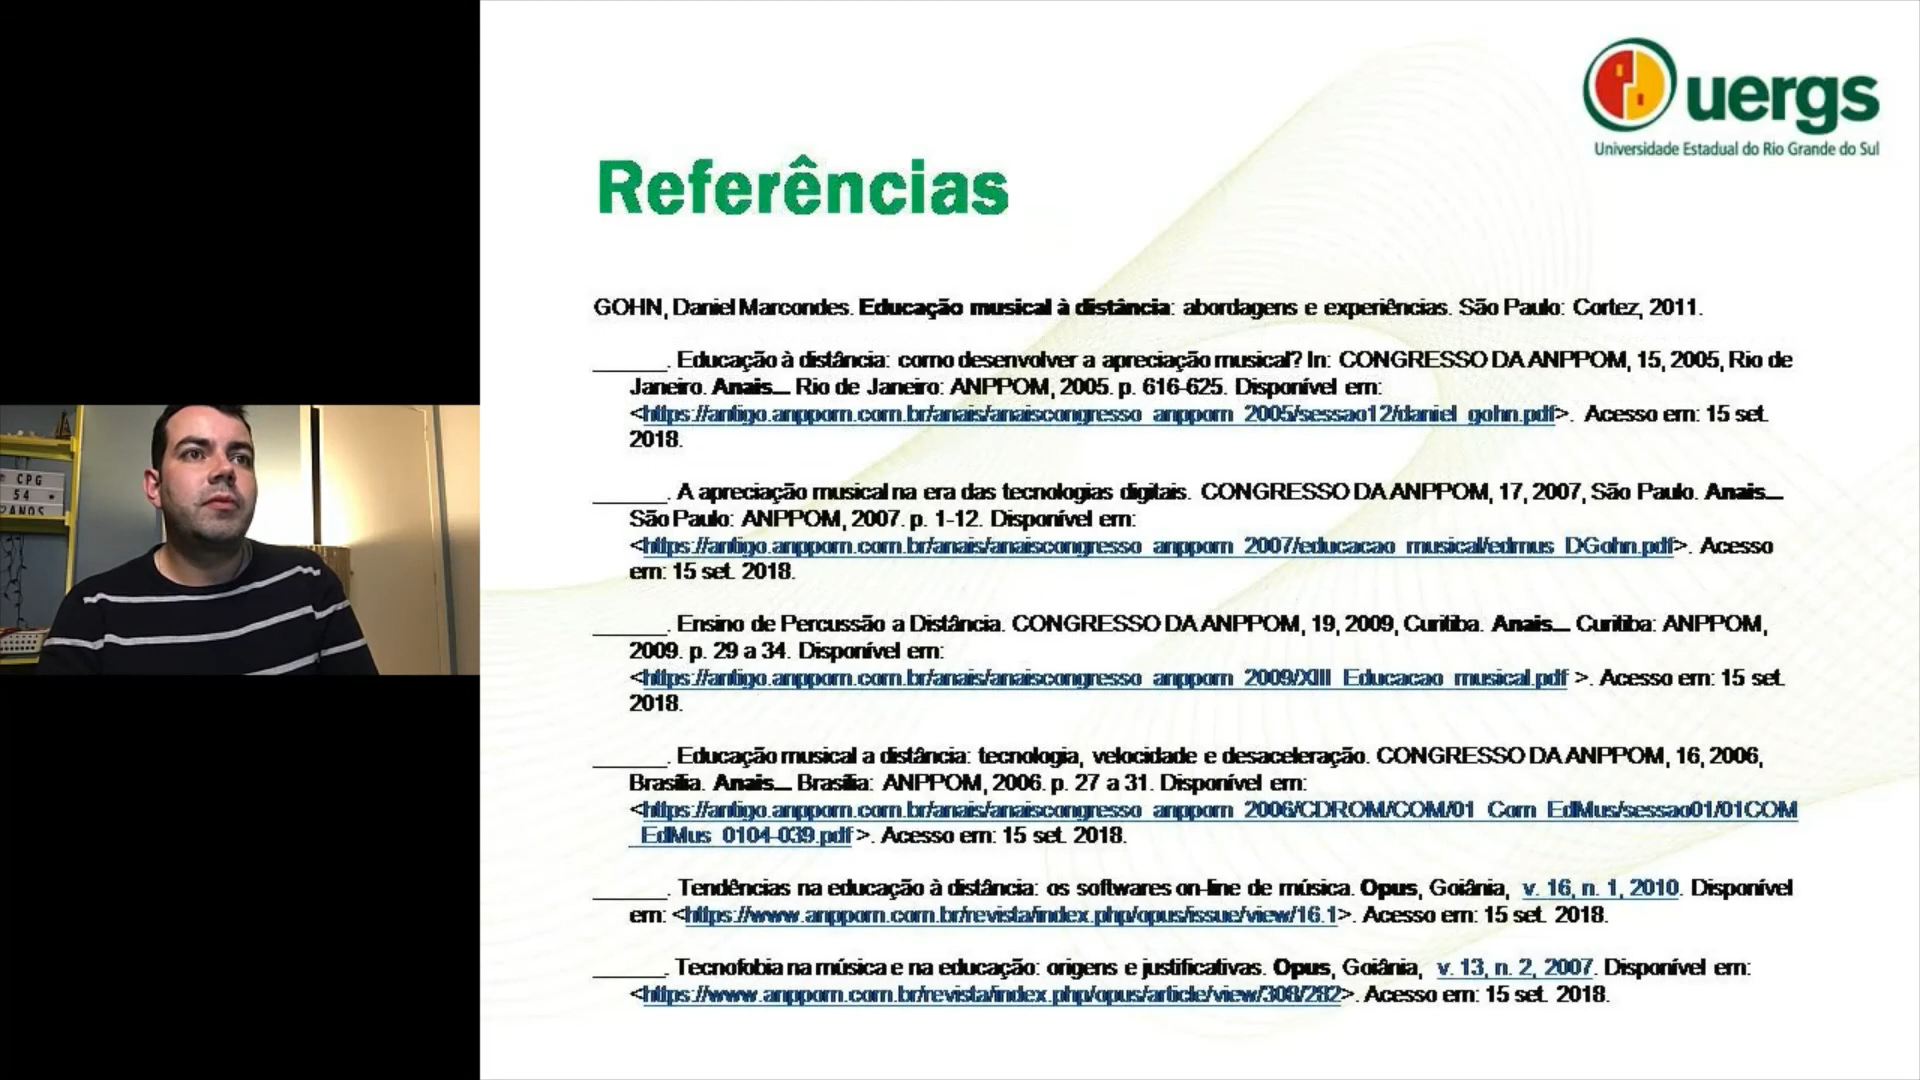 uergs
Universidade Estadual do Rio Grande do Sul
Referências
GOHN, Daniel Marcondes. Educação musical à distância: abordagens e experiências. São Paulo: Cortez, 2011.
______. Educação à distância: como desenvolver a apreciação musical? In: CONGRESSO DA ANPPOM, 15, 2005, Rio de
Janeiro. Anais... Rio de Janeiro: ANPPOM, 2005. p. 616-625. Disponível em:
<https://antigo.anppom.com.br/anais/anaiscongresso_anppom_2005/sessao12/daniel_gohn.pdf>. Acesso em: 15 set.
2018.
______. A apreciação musical na era das tecnologias digitais. CONGRESSO DA ANPPOM, 17, 2007, São Paulo. Anais...
São Paulo: ANPPOM, 2007. p. 1-12. Disponível em:
<https://antigo.anppom.com.br/anais/anaiscongresso_anppom_2007/educacao_musical/edmus_DGohn.pdf>. Acesso
em: 15 set. 2018.
______. Ensino de Percussão a Distância. CONGRESSO DA ANPPOM, 19, 2009, Curitiba. Anais... Curitiba: ANPPOM,
2009. p. 29 a 34. Disponível em:
<https://antigo.anppom.com.br/anais/anaiscongresso_anppom_2009/XIII_Educacao_musical.pdf >. Acesso em: 15 set.
2018.
______. Educação musical a distância: tecnologia, velocidade e desaceleração. CONGRESSO DA ANPPOM, 16, 2006,
Brasília. Anais... Brasília: ANPPOM, 2006. p. 27 a 31. Disponível em:
<https://antigo.anppom.com.br/anais/anaiscongresso_anppom_2006/CDROM/COM/01_Com_EdMus/sessao01/01COM
_EdMus_0104-039.pdf >. Acesso em: 15 set. 2018.
______. Tendências na educação à distância: os softwares on-line de música. Opus, Goiânia, v. 16, n. 1, 2010. Disponível
em: <https://www.anppom.com.br/revista/index.php/opus/issue/view/16.1>. Acesso em: 15 set. 2018.
______. Tecnofobia na música e na educação: origens e justificativas. Opus, Goiânia, v. 13, n. 2, 2007. Disponível em:
<https://www.anppom.com.br/revista/index.php/opus/article/view/308/282>. Acesso em: 15 set. 2018.
CPG
54
ANOS